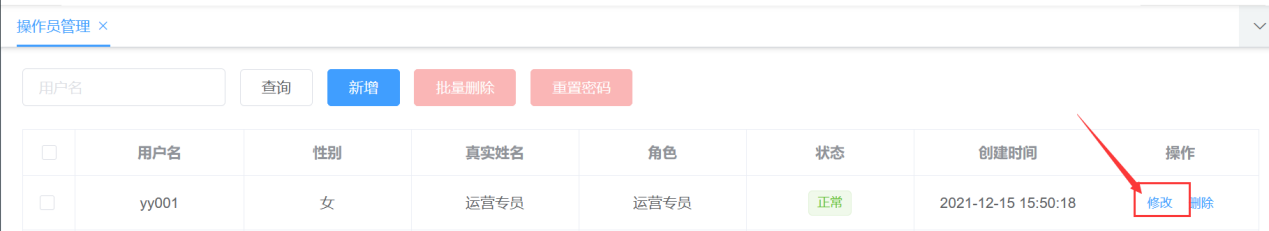 操作员管理 ×
用户名 查询 新增 批量删除 重置密码
用户名 性别 真实姓名 角色 状态 创建时间 操作
yy001 女 运营专员 运营专员 正常 2021-12-15 15:50:18 修改 删除